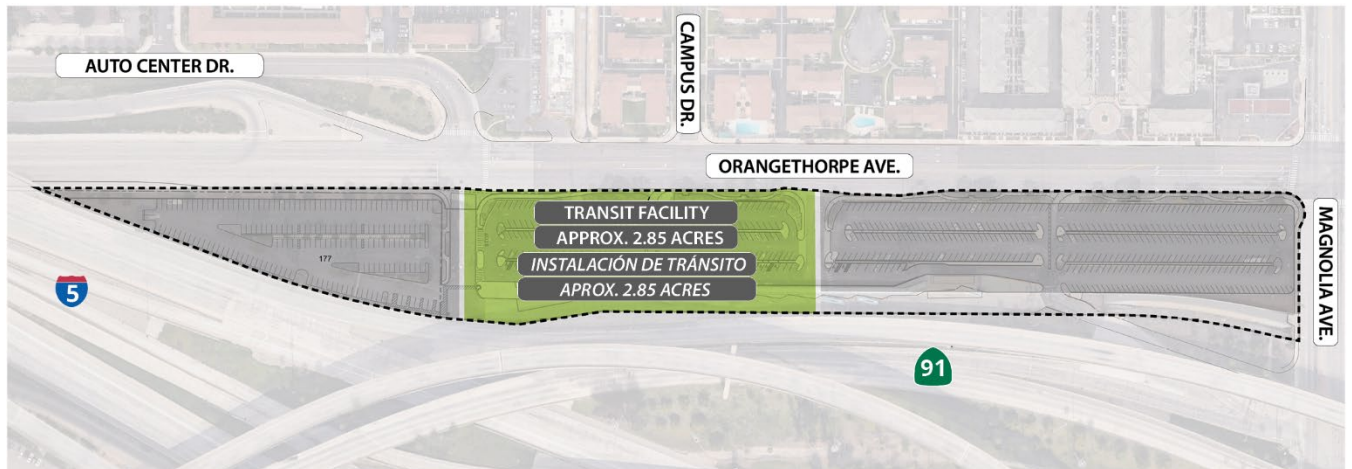 AUTO CENTER DR.
CAMPUS DR.
ORANGETHORPE AVE.
TRANSIT FACILITY
APPROX. 2.85 ACRES
INSTALACIÓN DE TRÁNSITO
APROX. 2.85 ACRES
177
MAGNOLIA AVE.
5
91